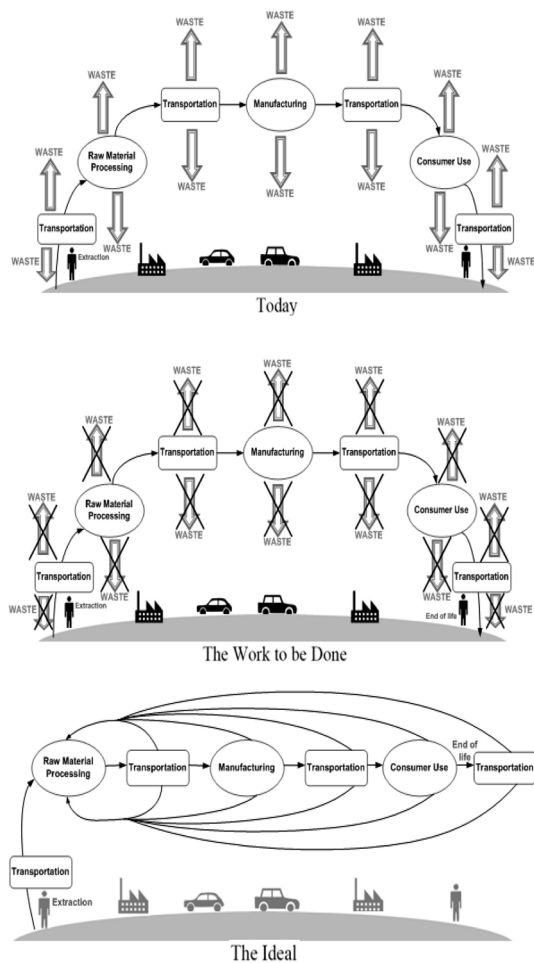 WASTE
WASTE
WASTE
WASTE
WASTE
Transportation
Manufacturing
Transportation
WASTE
WASTE
Raw Material
Processing
Consumer Use
WASTE
WASTE
WASTE
Transportation
Transportation
WASTE
WASTE
WASTE
Extraction
WASTE
Today
WASTE
WASTE
WASTE
WASTE
WASTE
Transportation
Manufacturing
Transportation
WASTE
WASTE
Raw Material
Processing
Consumer Use
WASTE
WASTE
WASTE
Transportation
Transportation
WASTE
WASTE
WASTE
Extraction
End of life
WASTE
The Work to be Done
Raw Material
Processing
Transportation
Manufacturing
Transportation
Consumer Use
End of
life
Transportation
Transportation
Extraction
The Ideal